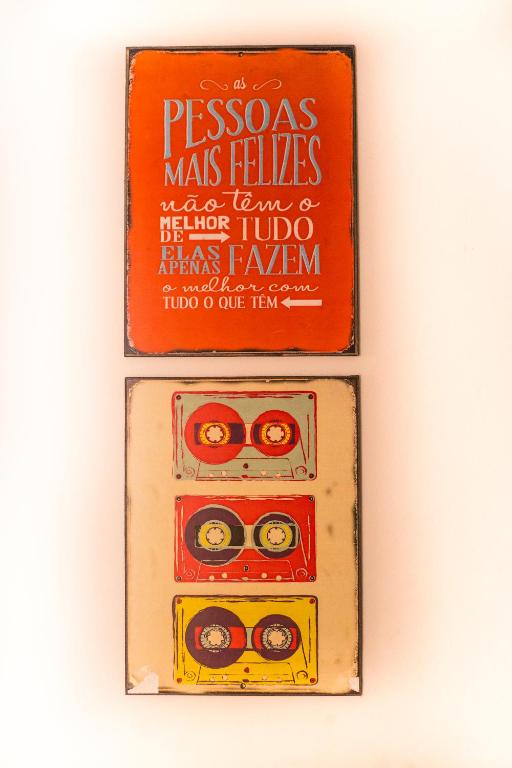 as
PESSOAS
MAIS FELIZES
não têm o
MELHOR
DE TUDO
ELAS
APENAS FAZEM
o melhor com
TUDO O QUE TÊM